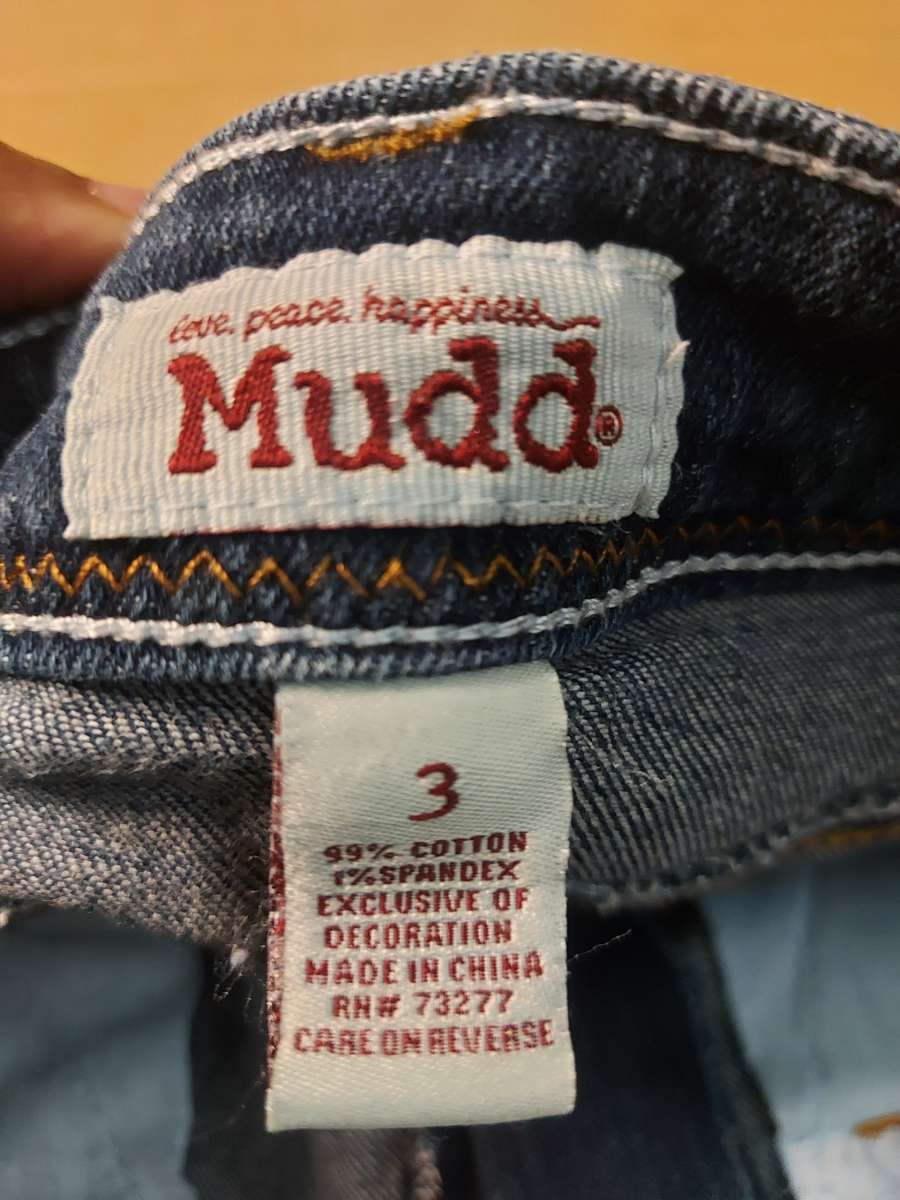 love. peace. happiness
Mudd®
3
99% COTTON
1% SPANDEX
EXCLUSIVE OF
DECORATION
MADE IN CHINA
RN# 73277
CARE ON REVERSE